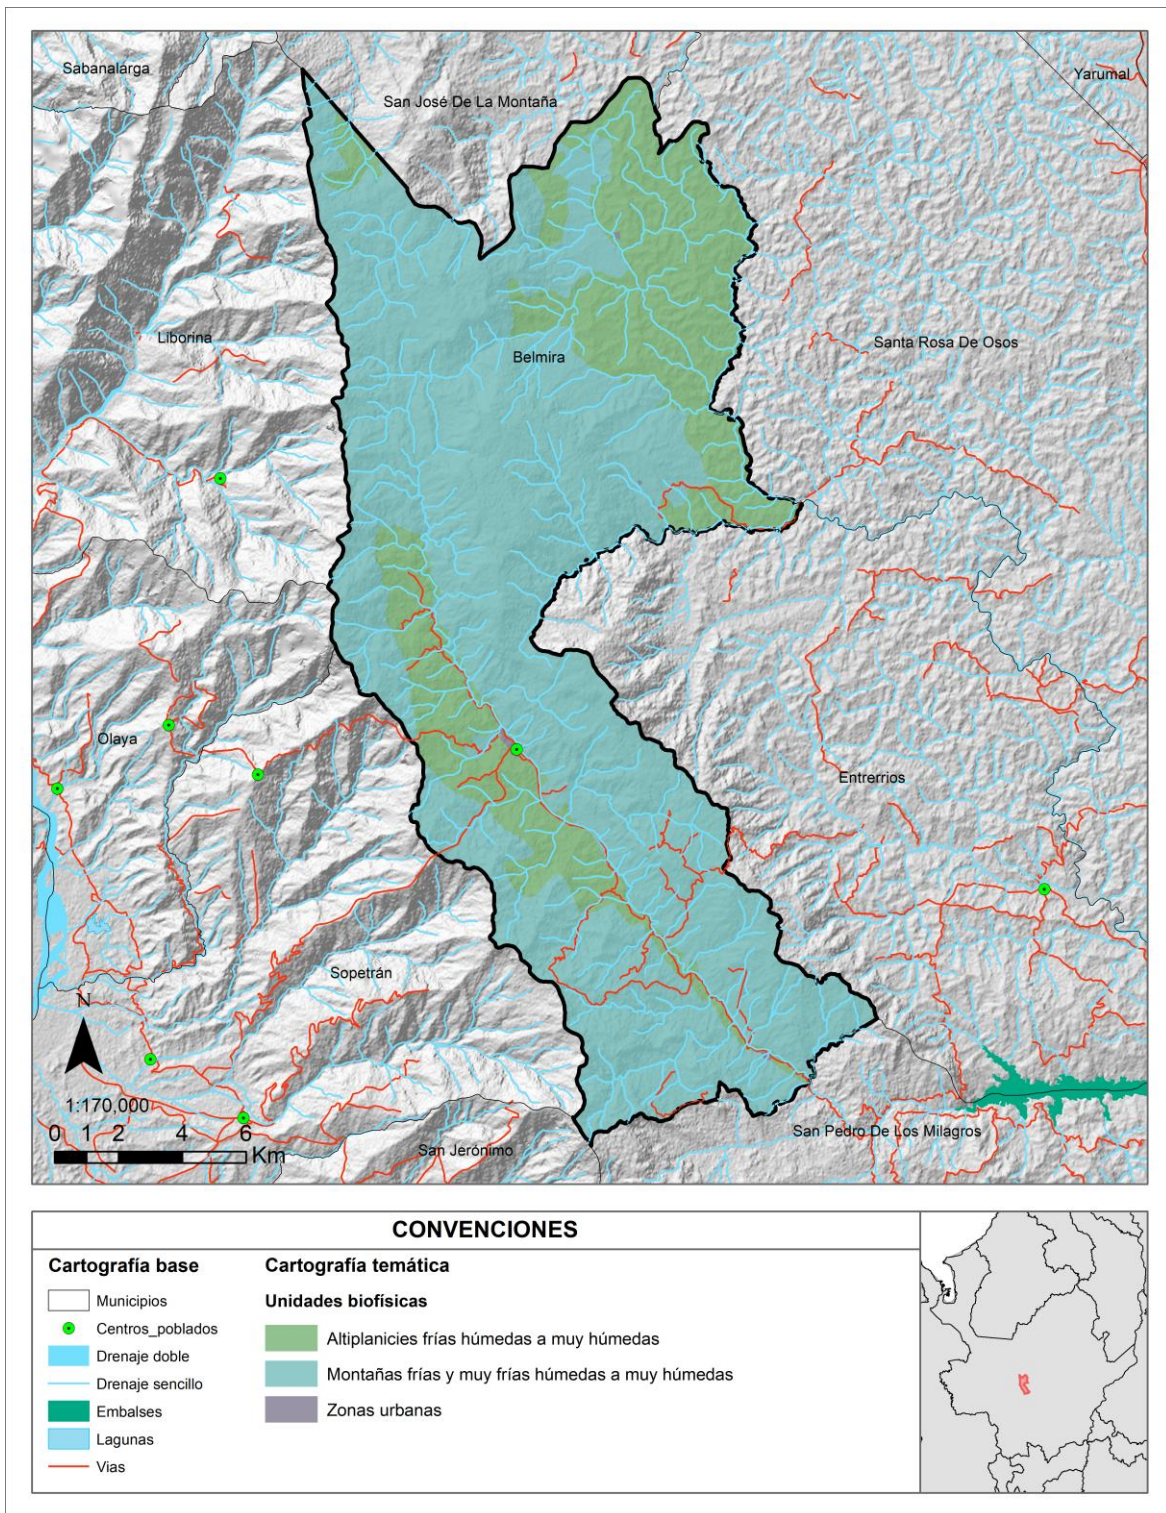 Sabanalarga
San José De La Montaña
Yarumal
Liborina
Belmira
Santa Rosa De Osos
Olaya
Entrerrios
Sopetrán
N
1:170,000
0 1 2 4 6
Km
San Jerónimo
San Pedro De Los Milagros
CONVENCIONES
Cartografía base
Municipios
Centros_poblados
Drenaje doble
Drenaje sencillo
Embalses
Lagunas
Vias
Cartografía temática
Unidades biofísicas
Altiplanicies frías húmedas a muy húmedas
Montañas frías y muy frías húmedas a muy húmedas
Zonas urbanas